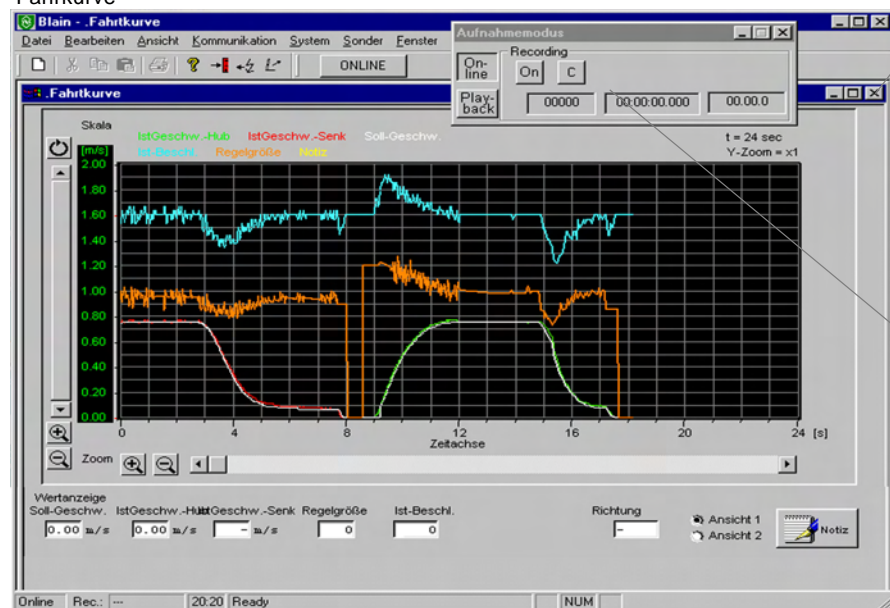 Fahrtkurve
Blain - .Fahrtkurve
Datei Bearbeiten Ansicht Kommunikation System Sonder Fenster
ONLINE
Aufnahmemodus
On-line
Recording
On C
Play-back
00000 00:00:00.000 00.00.0
.Fahrtkurve
Skala
IstGeschw.-Hub IstGeschw.-Senk Soll-Geschw.
t = 24 sec
[m/s] Ist-Beschl. Regelgröße Notiz
Y-Zoom = x1
2.00
1.80
1.60
1.40
1.20
1.00
0.80
0.60
0.40
0.20
0.00
0 4 8 12 16 20 24 [s]
Zeitachse
Zoom
Wertanzeige
Soll-Geschw. IstGeschw.-Hub IstGeschw.-Senk Regelgröße Ist-Beschl. Richtung
0.00 m/s 0.00 m/s - m/s 0 0 -
Ansicht 1
Ansicht 2
Notiz
Online Rec.: --- 20:20 Ready NUM